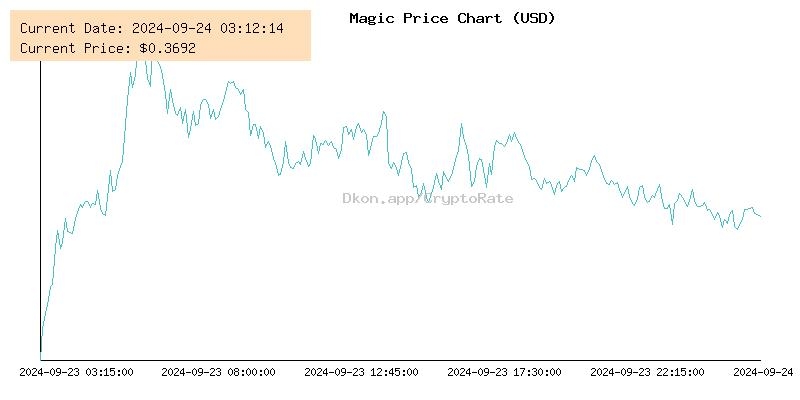 Magic Price Chart (USD)
Current Date: 2024-09-24 03:12:14
Current Price: $0.3692
Dkon.app/CryptoRate
2024-09-23 03:15:00
2024-09-23 08:00:00
2024-09-23 12:45:00
2024-09-23 17:30:00
2024-09-23 22:15:00
2024-09-24